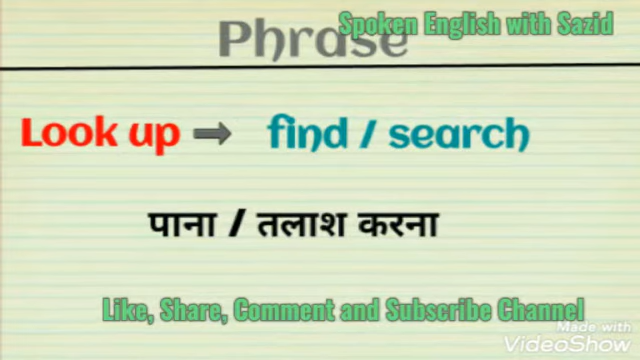 Spoken English with Sazid
Phrase
Look up ➡ find / search
पाना / तलाश करना
Like, Share, Comment and Subscribe Channel
Made with
VideoShow